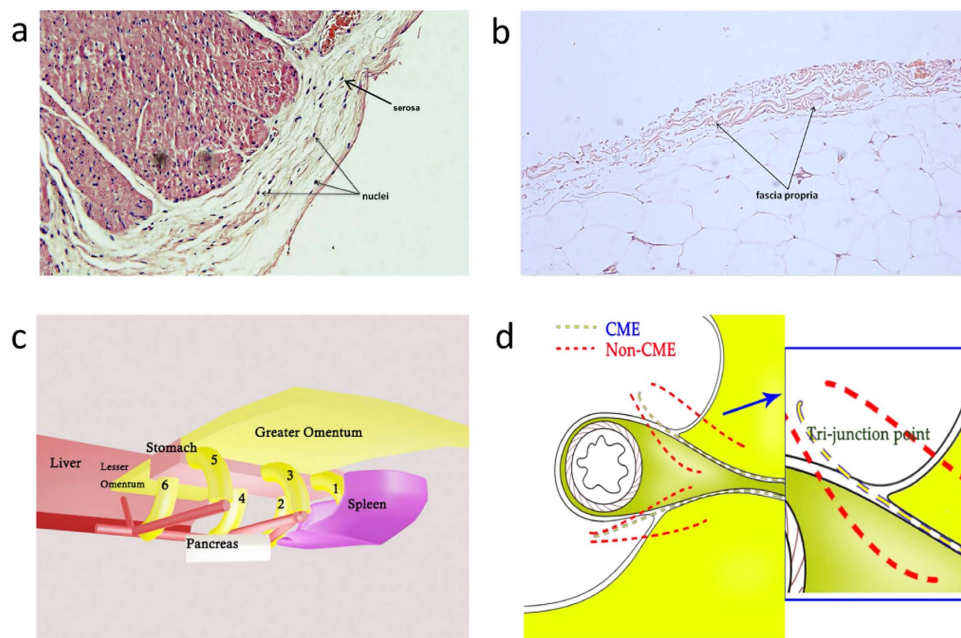 a
serosa
nuclei
b
fascia propria
c
Liver
Stomach
Greater Omentum
Lesser
Omentum
5
3
1
6
4
2
Spleen
Pancreas
d
CME
Non-CME
Tri-junction point